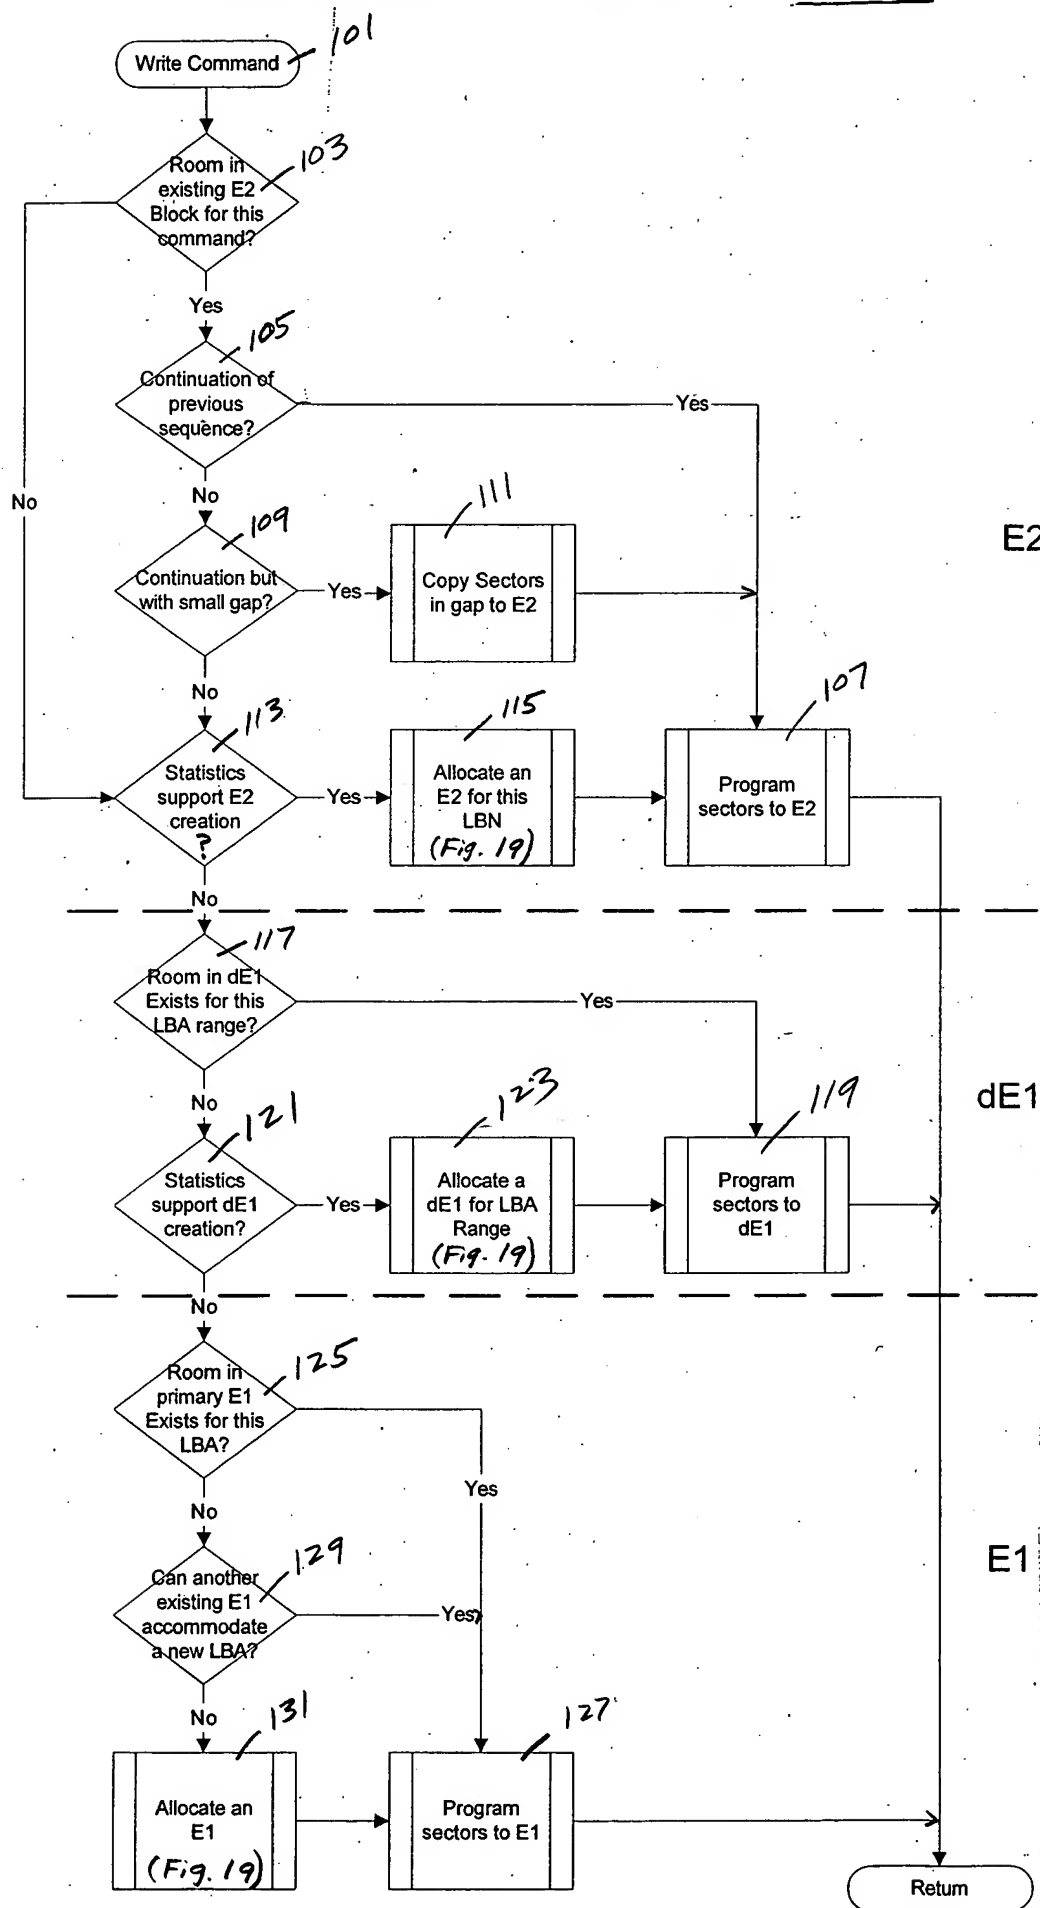 101
Write Command
103
Room in
existing E2
Block for this
command?
Yes
105
Continuation of
previous
sequence?
Yes
No
No
109
111
E2
Continuation but
with small gap?
Yes
Copy Sectors
in gap to E2
No
107
113
115
Statistics
support E2
creation
?
Yes
Allocate an
E2 for this
LBN
(Fig. 19)
Program
sectors to E2
No
117
Room in dE1
Exists for this
LBA range?
Yes
dE1
No
121
123
119
Statistics
support dE1
creation?
Yes
Allocate a
dE1 for LBA
Range
(Fig. 19)
Program
sectors to
dE1
No
125
Room in
primary E1
Exists for this
LBA?
Yes
No
129
E1
Can another
existing E1
accommodate
a new LBA?
Yes
No
131
127
Allocate an
E1
(Fig. 19)
Program
sectors to E1
Return